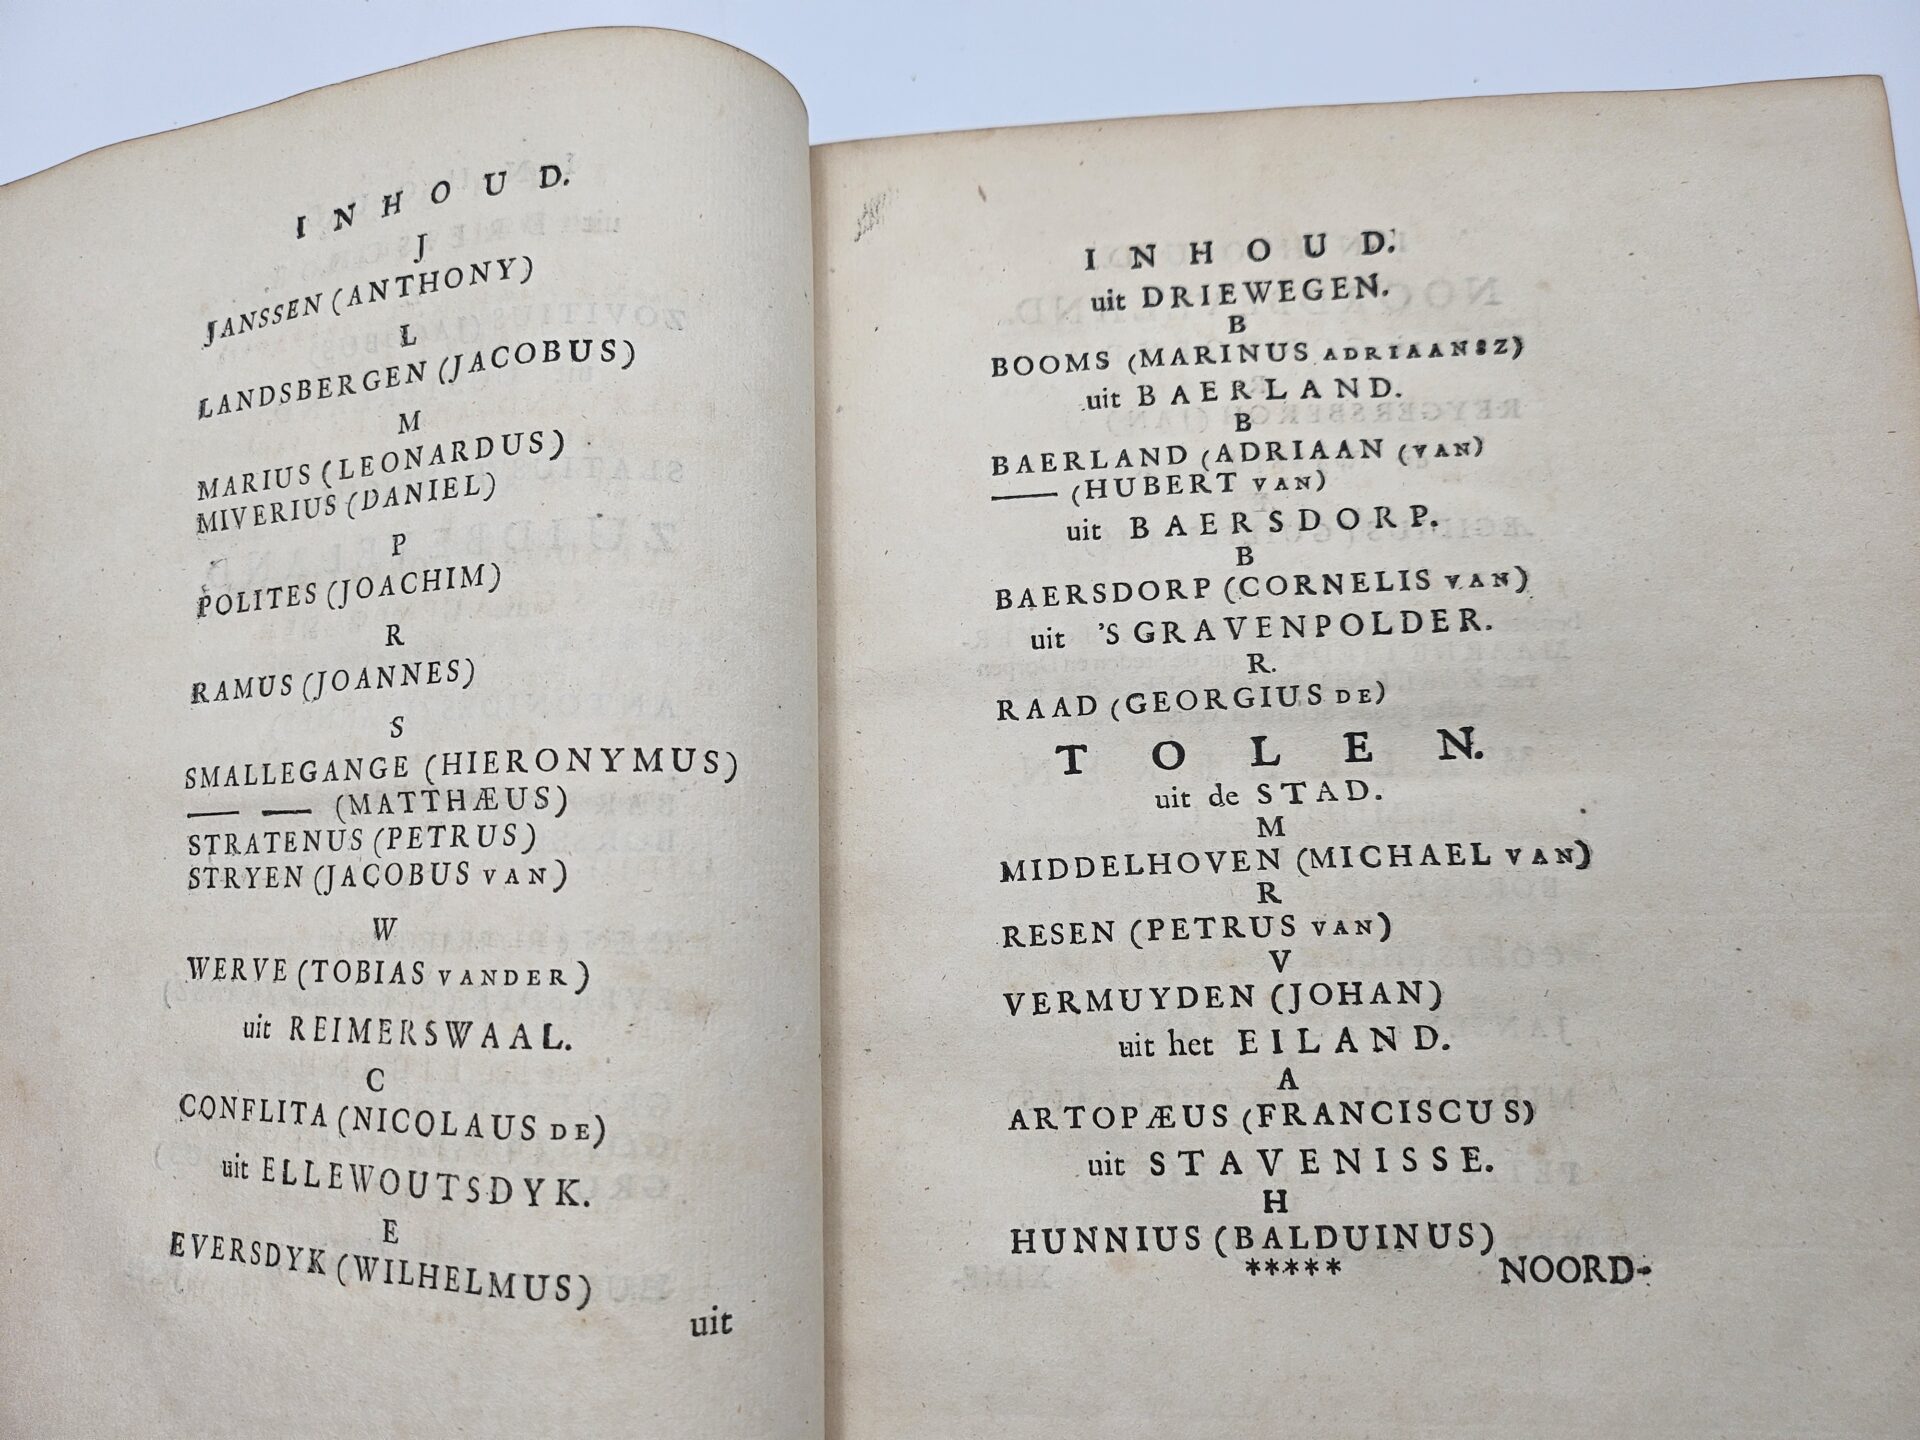 INHOUD.
J
JANSSEN (ANTHONY)
L
LANDSBERGEN (JACOBUS)
M
MARIUS (LEONARDUS)
MIVERIUS (DANIEL)
P
POLITES (JOACHIM)
R
RAMUS (JOANNES)
S
SMALLEGANGE (HIERONYMUS)
— — (MATTHÆUS)
STRATENUS (PETRUS)
STRYEN (JACOBUS VAN)
W
WERVE (TOBIAS VANDER)
uit REIMERSWAAL.
C
CONFLITA (NICOLAUS DE)
uit ELLEWOUTSDYK.
E
EVERSDYK (WILHELMUS)
uit
INHOUD.
uit DRIEWEGEN.
B
BOOMS (MARINUS ADRIAANSZ)
uit BAERLAND.
B
BAERLAND (ADRIAAN (VAN)
— (HUBERT VAN)
uit BAERSDORP.
B
BAERSDORP (CORNELIS VAN)
uit 'S GRAVENPOLDER.
R.
RAAD (GEORGIUS DE)
TOLEN.
uit de STAD.
M
MIDDELHOVEN (MICHAEL VAN)
R
RESEN (PETRUS VAN)
V
VERMUYDEN (JOHAN)
uit het EILAND.
A
ARTOPÆUS (FRANCISCUS)
uit STAVENISSE.
H
HUNNIUS (BALDUINUS)
***** NOORD-